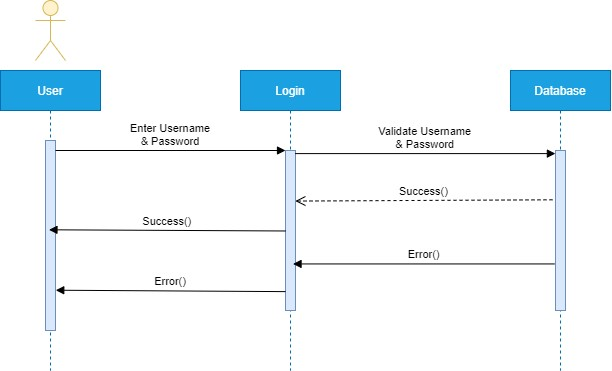 User
Login
Database
Enter Username
& Password
Validate Username
& Password
Success()
Success()
Error()
Error()